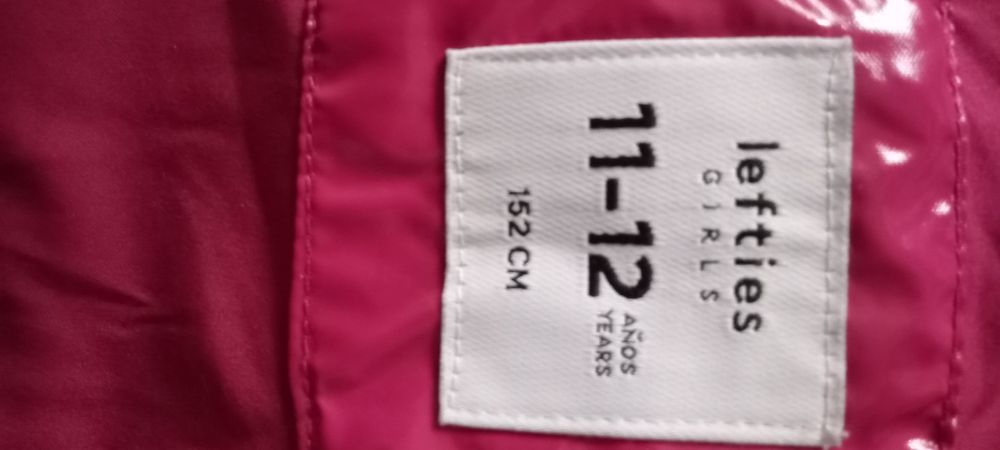 lefties
GIRLS
11-12 AÑOS
YEARS
152 CM